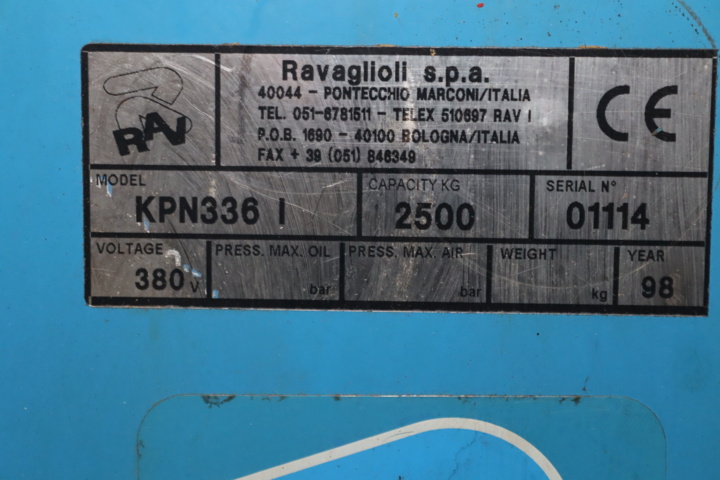 RAV
Ravaglioli s.p.a.
40044 - PONTECCHIO MARCONI/ITALIA
TEL. 051-6781511 - TELEX 510697 RAV I
P.O.B. 1690 - 40100 BOLOGNA/ITALIA
FAX + 39 (051) 846349
CE
MODEL
KPN336 I
CAPACITY KG
2500
SERIAL N°
01114
VOLTAGE
380 V
PRESS. MAX. OIL
bar
PRESS. MAX. AIR
bar
WEIGHT
kg
YEAR
98